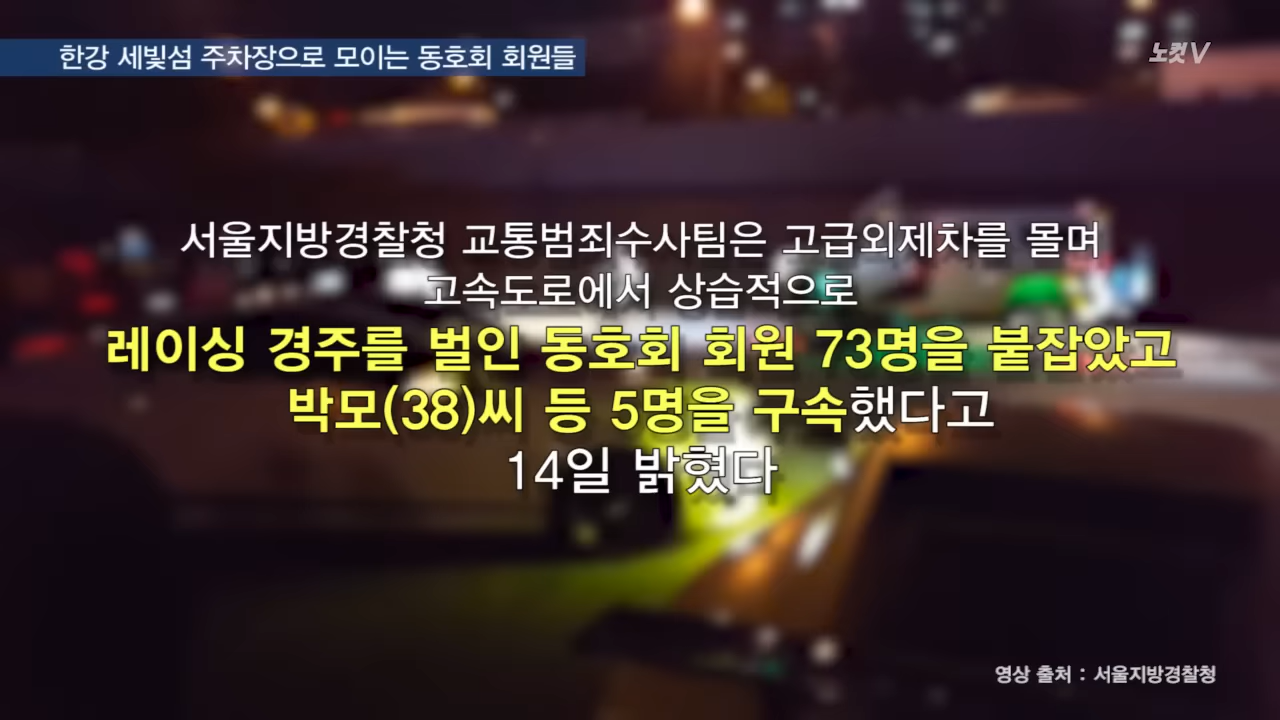 한강 세빛섬 주차장으로 모이는 동호회 회원들
노컷V
서울지방경찰청 교통범죄수사팀은 고급외제차를 몰며
고속도로에서 상습적으로
레이싱 경주를 벌인 동호회 회원 73명을 붙잡았고
박모(38)씨 등 5명을 구속했다고
14일 밝혔다
영상 출처 : 서울지방경찰청